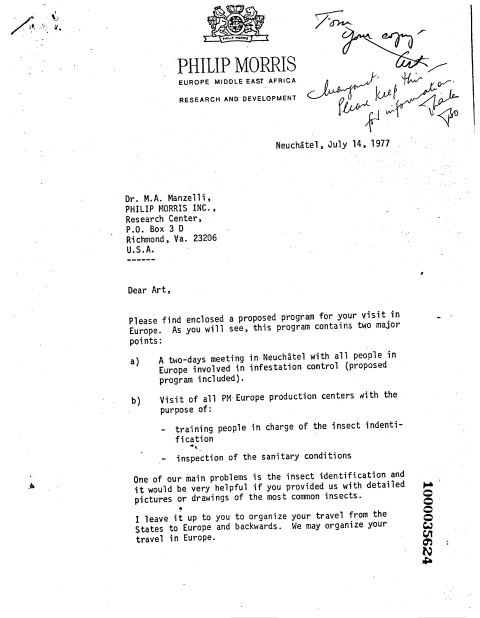 PHILIP MORRIS
EUROPE MIDDLE EAST AFRICA
RESEARCH AND DEVELOPMENT
Tom
your copy
Art
Please keep this
for information.
Neuchâtel, July 14, 1977
Dr. M.A. Manzelli,
PHILIP MORRIS INC.,
Research Center,
P.O. Box 3 D
Richmond, Va. 23206
U.S.A.
------
Dear Art,
Please find enclosed a proposed program for your visit in
Europe. As you will see, this program contains two major
points:
a) A two-days meeting in Neuchâtel with all people in
Europe involved in infestation control (proposed
program included).
b) Visit of all PM Europe production centers with the
purpose of:
- training people in charge of the insect indenti-
fication
- inspection of the sanitary conditions
One of our main problems is the insect identification and
it would be very helpful if you provided us with detailed
pictures or drawings of the most common insects.
I leave it up to you to organize your travel from the
States to Europe and backwards. We may organize your
travel in Europe.
1000035624